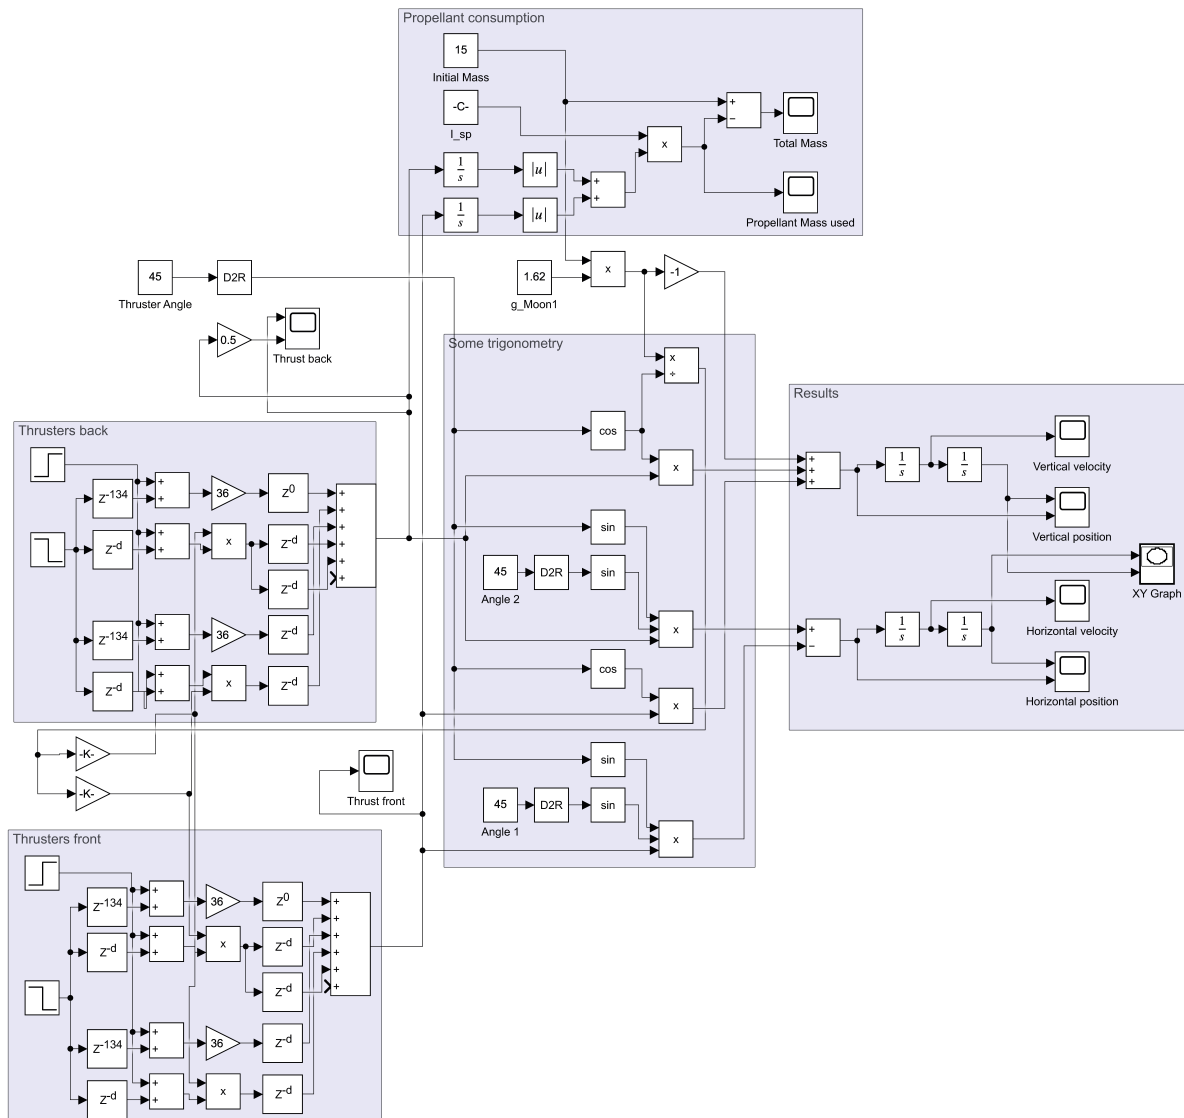 Propellant consumption
15
Initial Mass
-C-
I_sp
1
s
|u|
+
+
x
+
−
Total Mass
1
s
|u|
Propellant Mass used
45
Thruster Angle
D2R
1.62
g_Moon1
x
-1
0.5
Thrust back
Some trigonometry
x
÷
cos
x
sin
45
Angle 2
D2R
sin
x
cos
x
sin
45
Angle 1
D2R
sin
x
Results
+
+
+
1
s
1
s
Vertical velocity
Vertical position
XY Graph
+
−
1
s
1
s
Horizontal velocity
Horizontal position
Thrusters back
Z-134
+
+
36
Z0
+
+
+
+
+
+
Z-d
+
+
x
Z-d
Z-d
Z-134
+
+
36
Z-d
Z-d
+
+
x
Z-d
-K-
-K-
Thrust front
Thrusters front
Z-134
+
+
36
Z0
+
+
+
+
+
+
Z-d
+
+
x
Z-d
Z-d
Z-134
+
+
36
Z-d
Z-d
+
+
x
Z-d